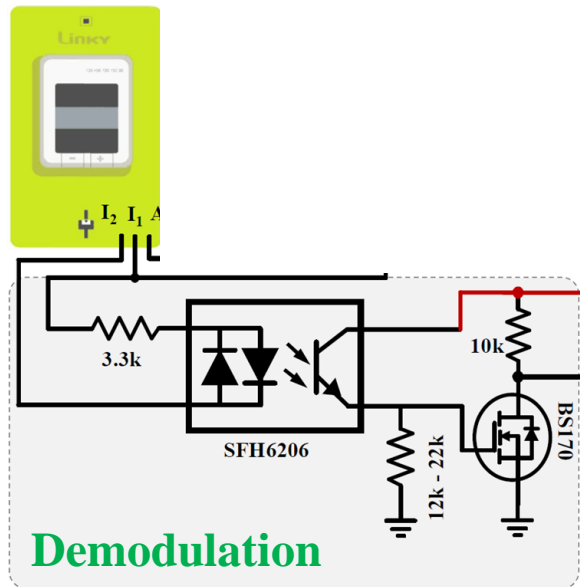 Linky
I₂ I₁ A
3.3k
SFH6206
12k - 22k
10k
BS170
Demodulation